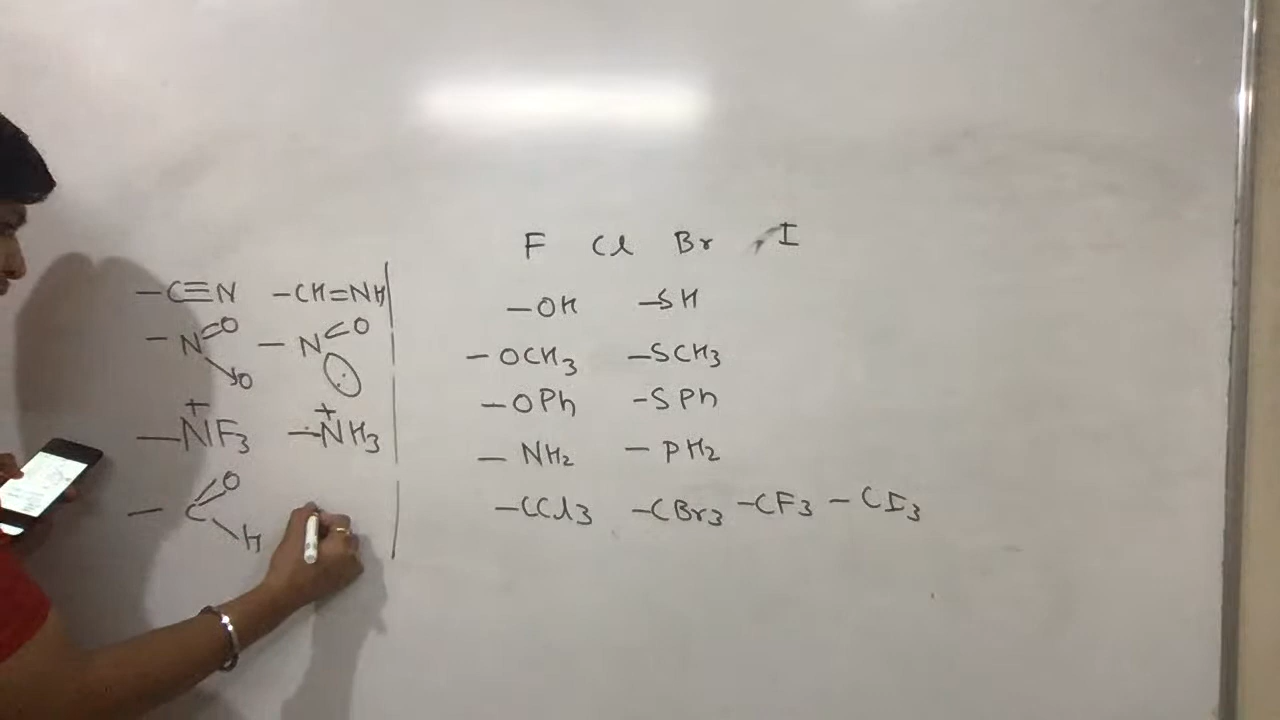 F Cl Br I
–C≡N –CH=NH
–OH –SH
–N=O –N=O
O
–OCH3 –SCH3
–OPh –SPh
+ +
–NF3 –NH3
–NH2 –PH2
O
–C
H
–CCl3 –CBr3 –CF3 –CI3